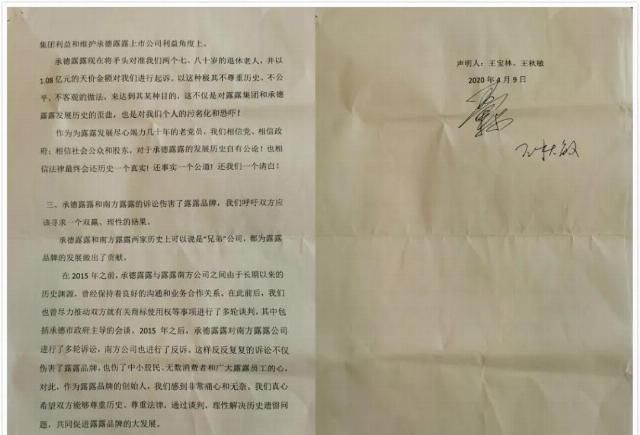 集团利益和维护承德露露上市公司利益角度上。
承德露露现在将矛头对准我们两个七、八十岁的退休老人，并以
1.08 亿元的天价金额对我们进行起诉。以这种极其不尊重历史、不公
平、不客观的做法，来达到其某种目的，这不仅是对露露集团和承德
露露发展历史的歪曲，也是对我们个人的污名化和恐吓！
作为为露露发展尽心竭力几十年的老党员，我们相信党、相信政
府；相信社会公众和股东，对于承德露露的发展历史自有公论！也相
信法律最终会还历史一个真实！还事实一个公道！还我们一个清白！
三、承德露露和南方露露的诉讼伤害了露露品牌，我们呼吁双方应
该寻求一个双赢、理性的结果。
承德露露和南方露露两家历史上可以说是“兄弟”公司，都为露露
品牌的发展做出了贡献。
在 2015 年之前，承德露露与露露南方公司之间由于长期以来的
历史渊源，曾经保持着良好的沟通和业务合作关系。在此前后，我们
也曾尽力推动双方就有关商标使用权等事项进行了多轮谈判，其中包
括承德市政府主导的会谈。2015 年之后，承德露露对南方露露公司
进行了多轮诉讼，南方公司也进行了反诉。这样反反复复的诉讼不仅
伤害了露露品牌，也伤了中小股民、无数消费者和广大露露员工的心。
对此，作为露露品牌的创始人，我们感到非常痛心和无奈。我们真心
希望双方能够尊重历史、尊重法律，通过谈判，理性解决历史遗留问
题，共同促进露露品牌的大发展。
声明人：王宝林、王秋敏
2020 年 4 月 9 日
王秋敏